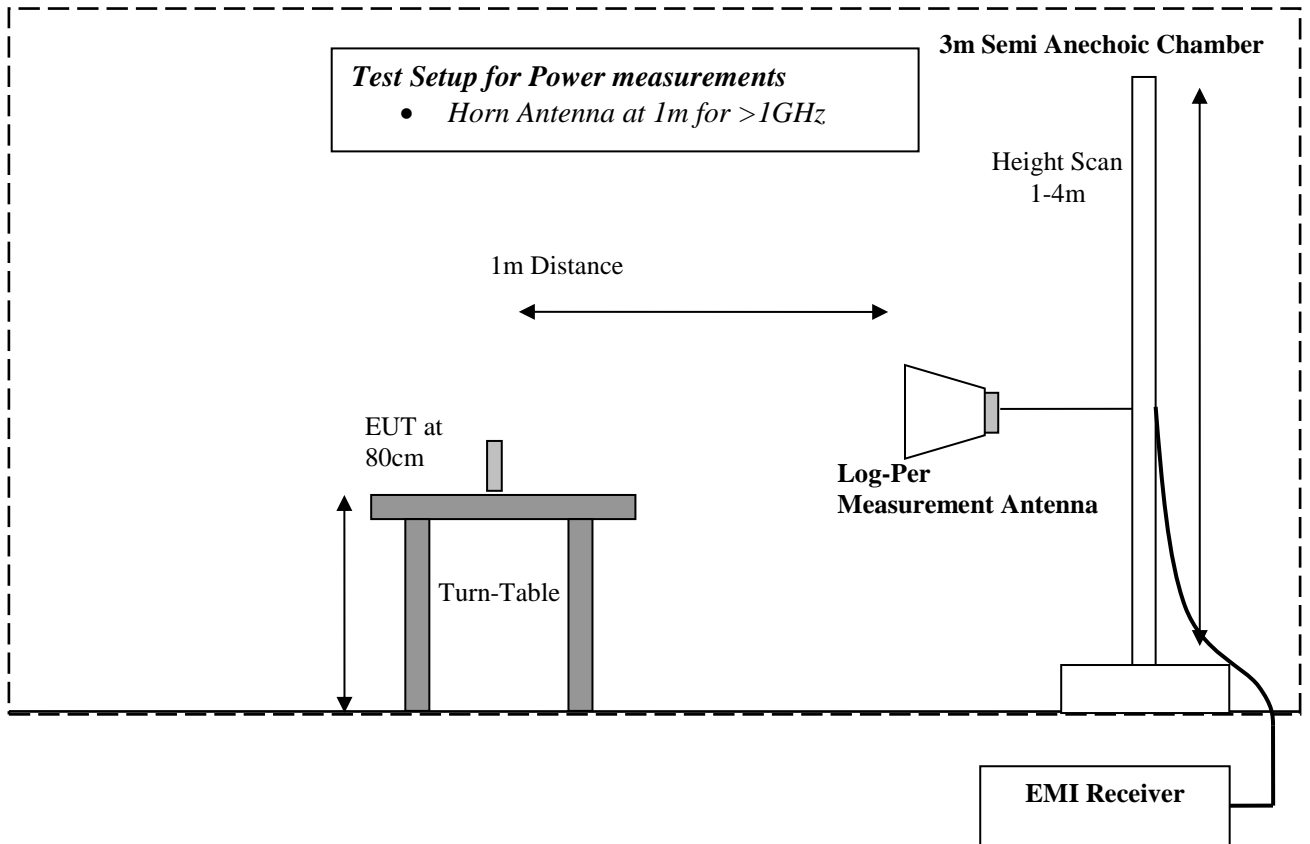 3m Semi Anechoic Chamber
Test Setup for Power measurements
• Horn Antenna at 1m for >1GHz
Height Scan
1-4m
1m Distance
EUT at
80cm
Log-Per
Measurement Antenna
Turn-Table
EMI Receiver